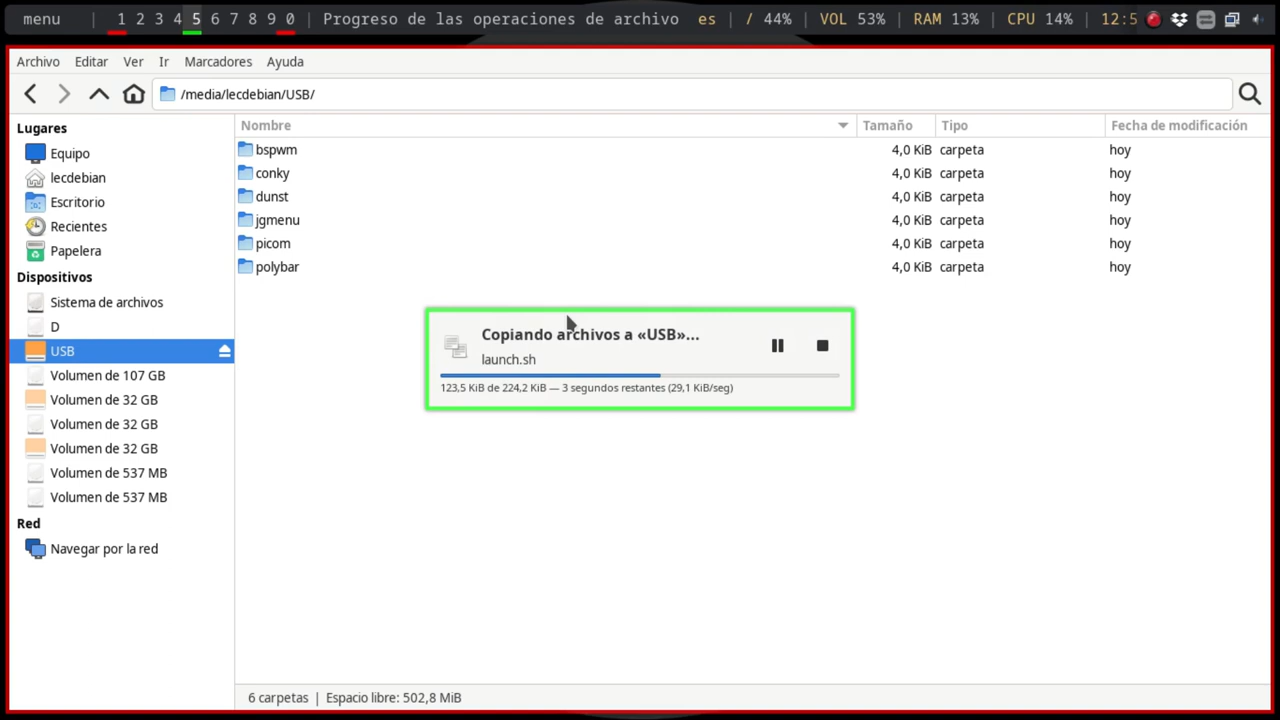 menu | 1 2 3 4 5 6 7 8 9 0 | Progreso de las operaciones de archivo es | / 44% | VOL 53% | RAM 13% | CPU 14% | 12:5
Archivo Editar Ver Ir Marcadores Ayuda
/media/lecdebian/USB/
Lugares
Equipo
lecdebian
Escritorio
Recientes
Papelera
Dispositivos
Sistema de archivos
D
USB
Volumen de 107 GB
Volumen de 32 GB
Volumen de 32 GB
Volumen de 32 GB
Volumen de 537 MB
Volumen de 537 MB
Red
Navegar por la red
Nombre Tamaño Tipo Fecha de modificación
bspwm 4,0 KiB carpeta hoy
conky 4,0 KiB carpeta hoy
dunst 4,0 KiB carpeta hoy
jgmenu 4,0 KiB carpeta hoy
picom 4,0 KiB carpeta hoy
polybar 4,0 KiB carpeta hoy
Copiando archivos a «USB»...
launch.sh
123,5 KiB de 224,2 KiB — 3 segundos restantes (29,1 KiB/seg)
6 carpetas | Espacio libre: 502,8 MiB